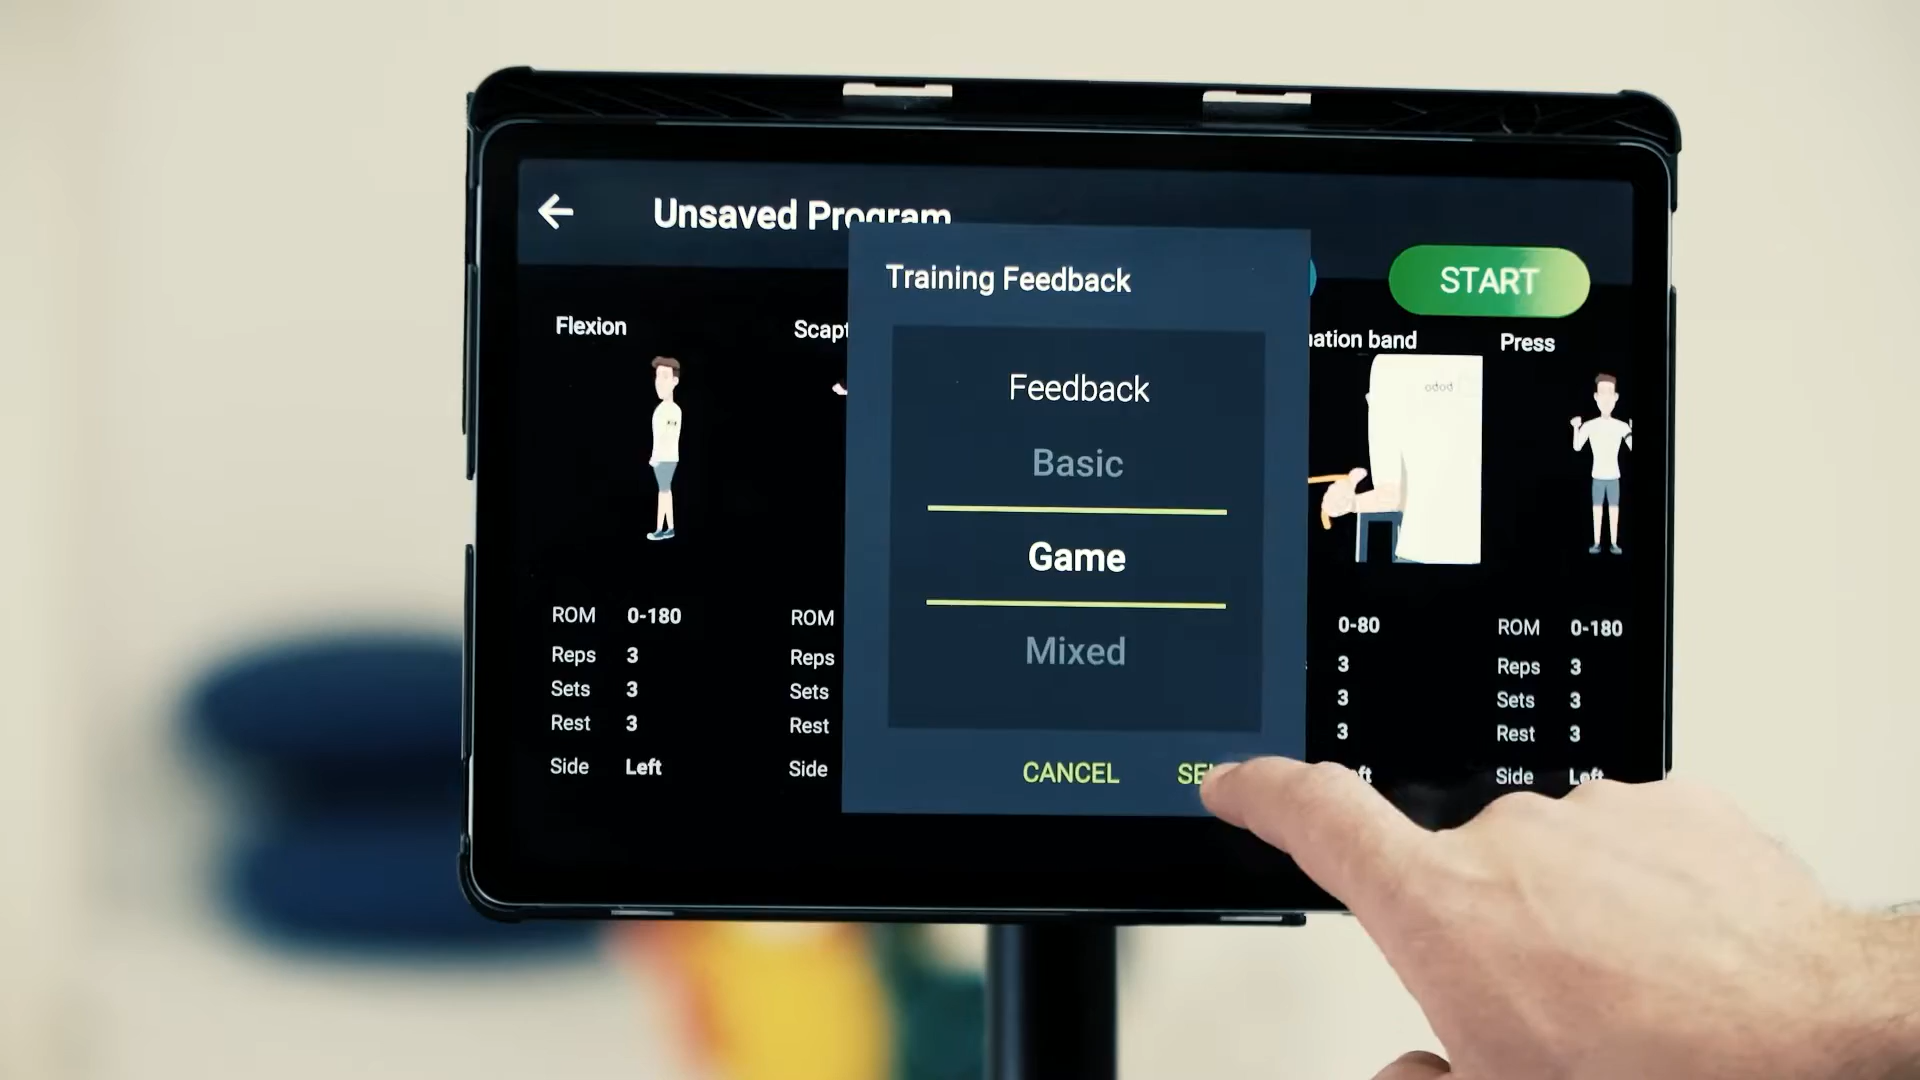 Unsaved Program
START
Training Feedback
Flexion
Press
band
Feedback
Basic
Game
Mixed
ROM 0-180
Reps 3
Sets 3
Rest 3
Side Left
ROM
Reps
Sets
Rest
Side
0-80
3
3
3
ROM 0-180
Reps 3
Sets 3
Rest 3
Side Left
CANCEL